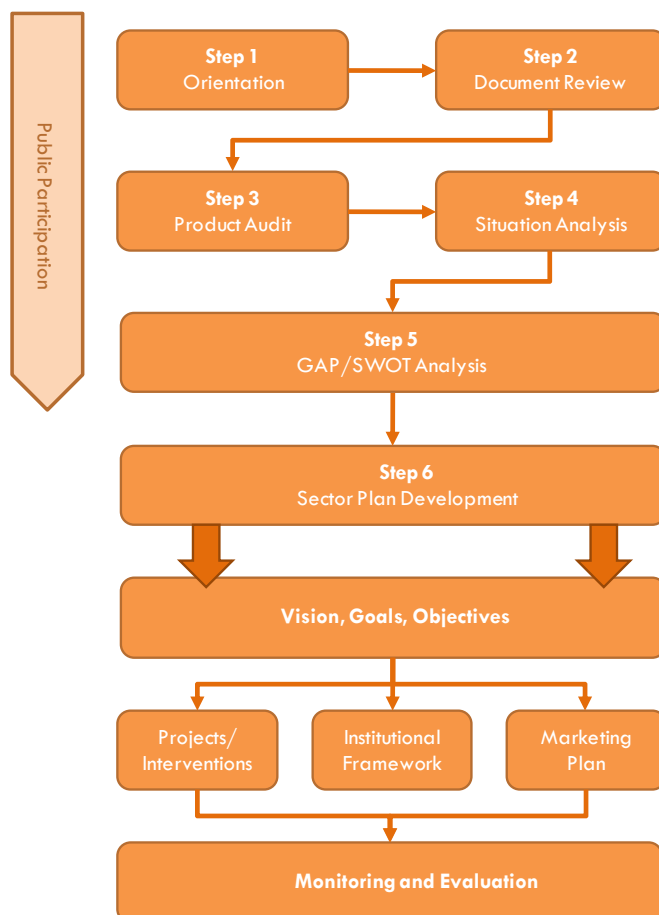 Public Participation
Step 1
Orientation
Step 2
Document Review
Step 3
Product Audit
Step 4
Situation Analysis
Step 5
GAP/SWOT Analysis
Step 6
Sector Plan Development
Vision, Goals, Objectives
Projects/
Interventions
Institutional
Framework
Marketing
Plan
Monitoring and Evaluation